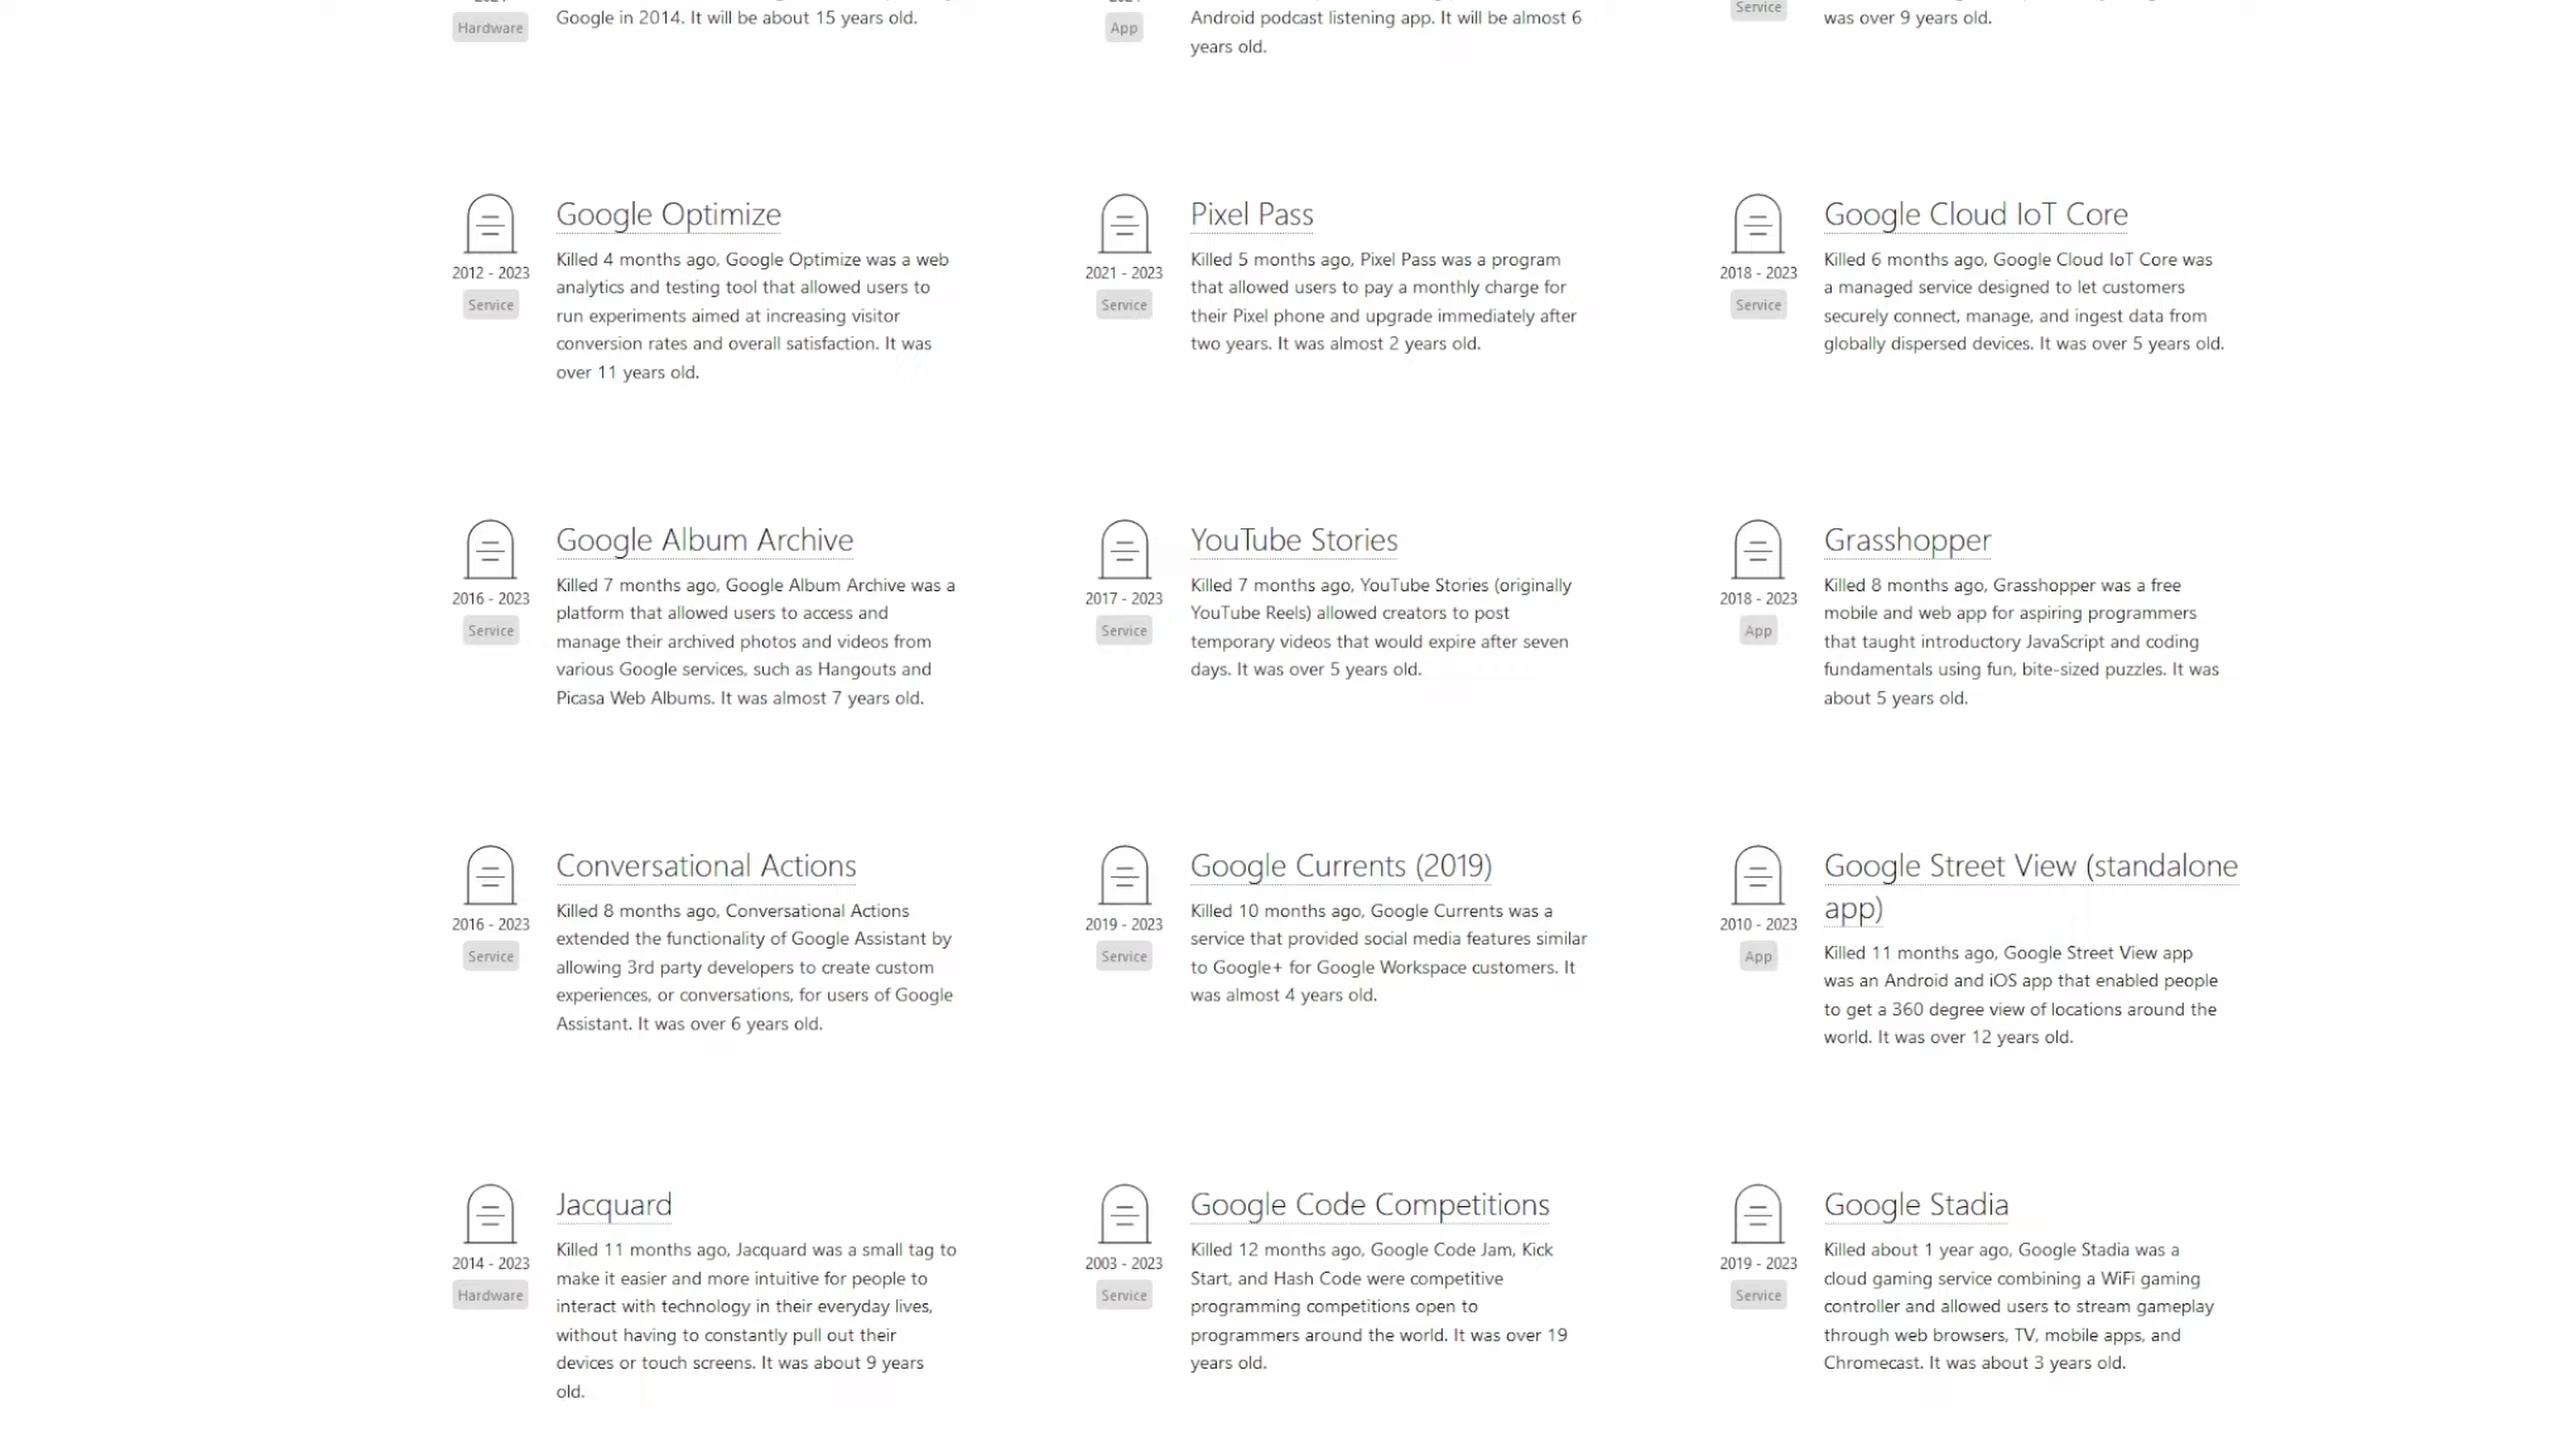 Hardware
Google in 2014. It will be about 15 years old.
App
Android podcast listening app. It will be almost 6
years old.
Service
was over 9 years old.
Google Optimize
2012 - 2023
Service
Killed 4 months ago, Google Optimize was a web
analytics and testing tool that allowed users to
run experiments aimed at increasing visitor
conversion rates and overall satisfaction. It was
over 11 years old.
Pixel Pass
2021 - 2023
Service
Killed 5 months ago, Pixel Pass was a program
that allowed users to pay a monthly charge for
their Pixel phone and upgrade immediately after
two years. It was almost 2 years old.
Google Cloud IoT Core
2018 - 2023
Service
Killed 6 months ago, Google Cloud IoT Core was
a managed service designed to let customers
securely connect, manage, and ingest data from
globally dispersed devices. It was over 5 years old.
Google Album Archive
2016 - 2023
Service
Killed 7 months ago, Google Album Archive was a
platform that allowed users to access and
manage their archived photos and videos from
various Google services, such as Hangouts and
Picasa Web Albums. It was almost 7 years old.
YouTube Stories
2017 - 2023
Service
Killed 7 months ago, YouTube Stories (originally
YouTube Reels) allowed creators to post
temporary videos that would expire after seven
days. It was over 5 years old.
Grasshopper
2018 - 2023
App
Killed 8 months ago, Grasshopper was a free
mobile and web app for aspiring programmers
that taught introductory JavaScript and coding
fundamentals using fun, bite-sized puzzles. It was
about 5 years old.
Conversational Actions
2016 - 2023
Service
Killed 8 months ago, Conversational Actions
extended the functionality of Google Assistant by
allowing 3rd party developers to create custom
experiences, or conversations, for users of Google
Assistant. It was over 6 years old.
Google Currents (2019)
2019 - 2023
Service
Killed 10 months ago, Google Currents was a
service that provided social media features similar
to Google+ for Google Workspace customers. It
was almost 4 years old.
Google Street View (standalone
app)
2010 - 2023
App
Killed 11 months ago, Google Street View app
was an Android and iOS app that enabled people
to get a 360 degree view of locations around the
world. It was over 12 years old.
Jacquard
2014 - 2023
Hardware
Killed 11 months ago, Jacquard was a small tag to
make it easier and more intuitive for people to
interact with technology in their everyday lives,
without having to constantly pull out their
devices or touch screens. It was about 9 years
old.
Google Code Competitions
2003 - 2023
Service
Killed 12 months ago, Google Code Jam, Kick
Start, and Hash Code were competitive
programming competitions open to
programmers around the world. It was over 19
years old.
Google Stadia
2019 - 2023
Service
Killed about 1 year ago, Google Stadia was a
cloud gaming service combining a WiFi gaming
controller and allowed users to stream gameplay
through web browsers, TV, mobile apps, and
Chromecast. It was about 3 years old.